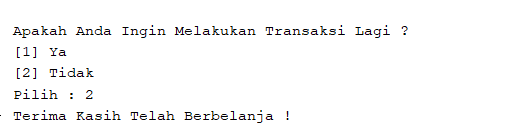 Apakah Anda Ingin Melakukan Transaksi Lagi ?
[1] Ya
[2] Tidak
Pilih : 2
Terima Kasih Telah Berbelanja !